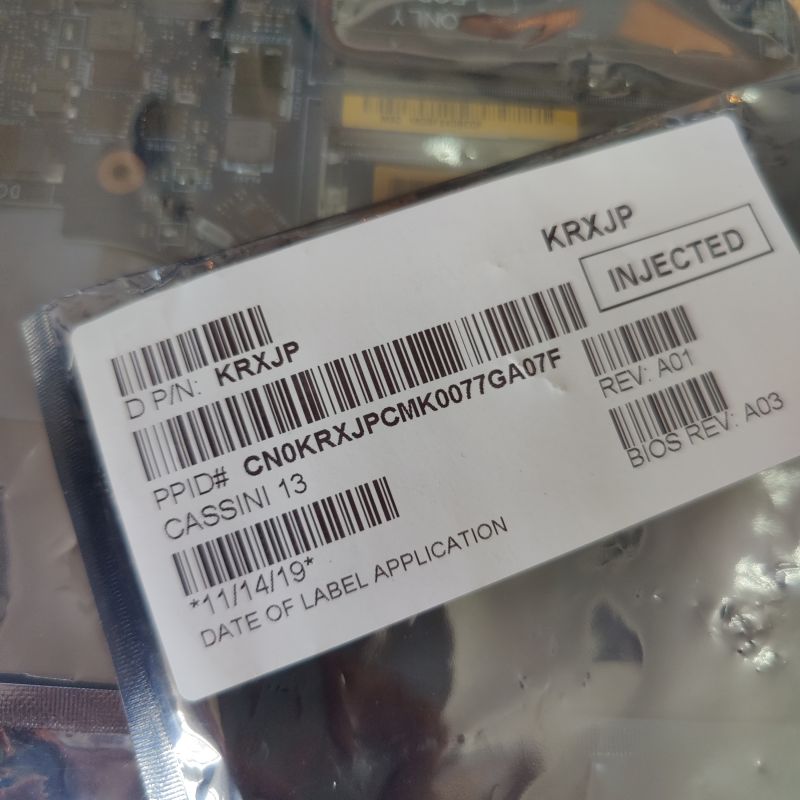 ONLY
KRXJP
INJECTED
D P/N: KRXJP
REV: A01
PPID# CN0KRXJPCMK0077GA07F
BIOS REV: A03
CASSINI 13
*11/14/19*
DATE OF LABEL APPLICATION